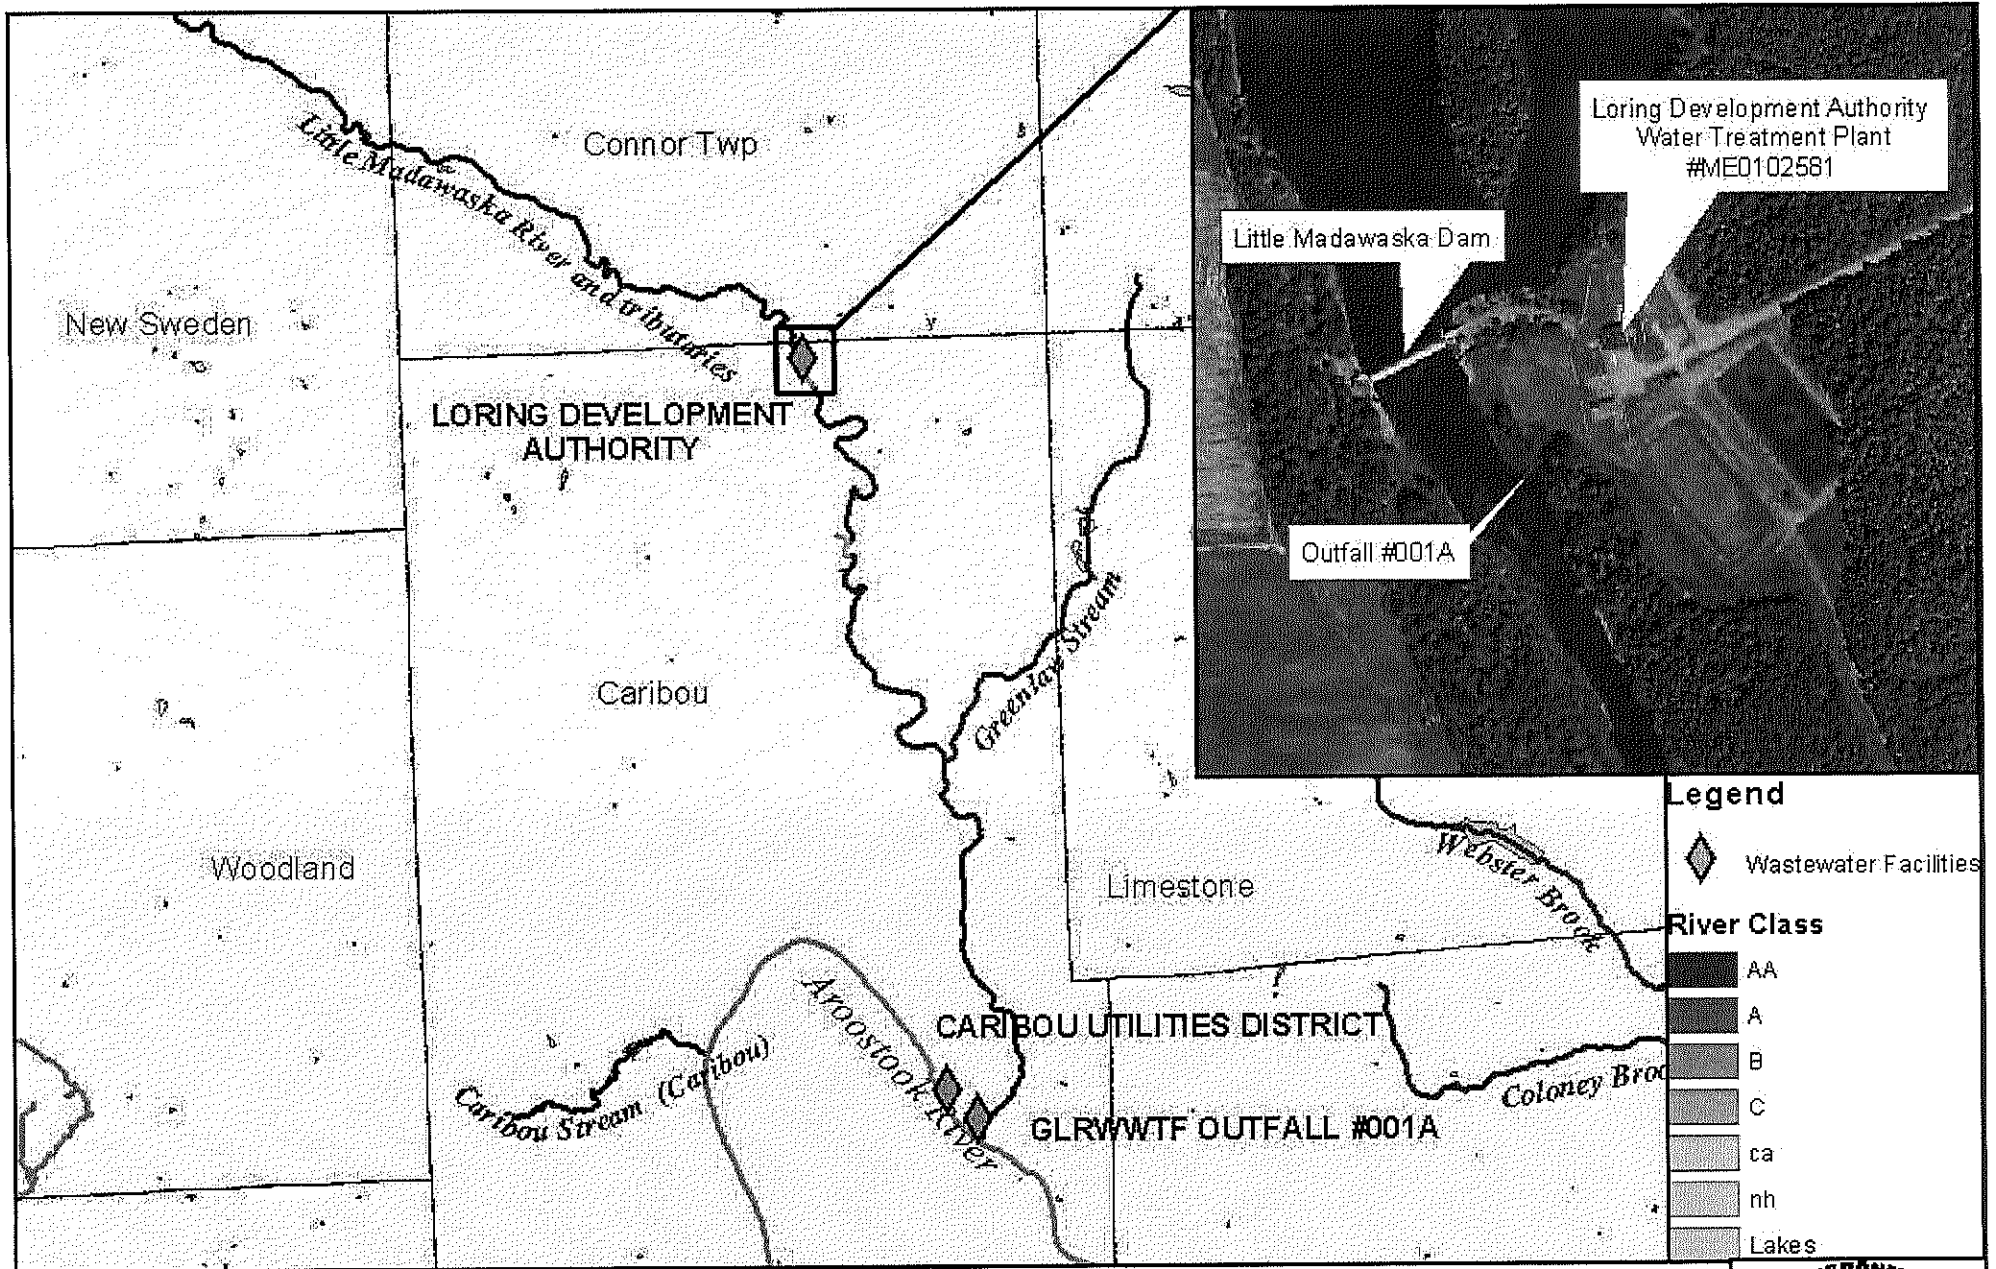 Connor Twp
Loring Development Authority
Water Treatment Plant
#ME0102581
Little Madawaska Dam
Little Madawaska River and tributaries
New Sweden
LORING DEVELOPMENT
AUTHORITY
Outfall #001A
Greenlaw Stream
Caribou
Woodland
Limestone
Webster Brook
Aroostook River
CARIBOU UTILITIES DISTRICT
Caribou Stream (Caribou)
Coloney Broo
GLRWWTF OUTFALL #001A
Legend
Wastewater Facilities
River Class
AA
A
B
C
ca
nh
Lakes